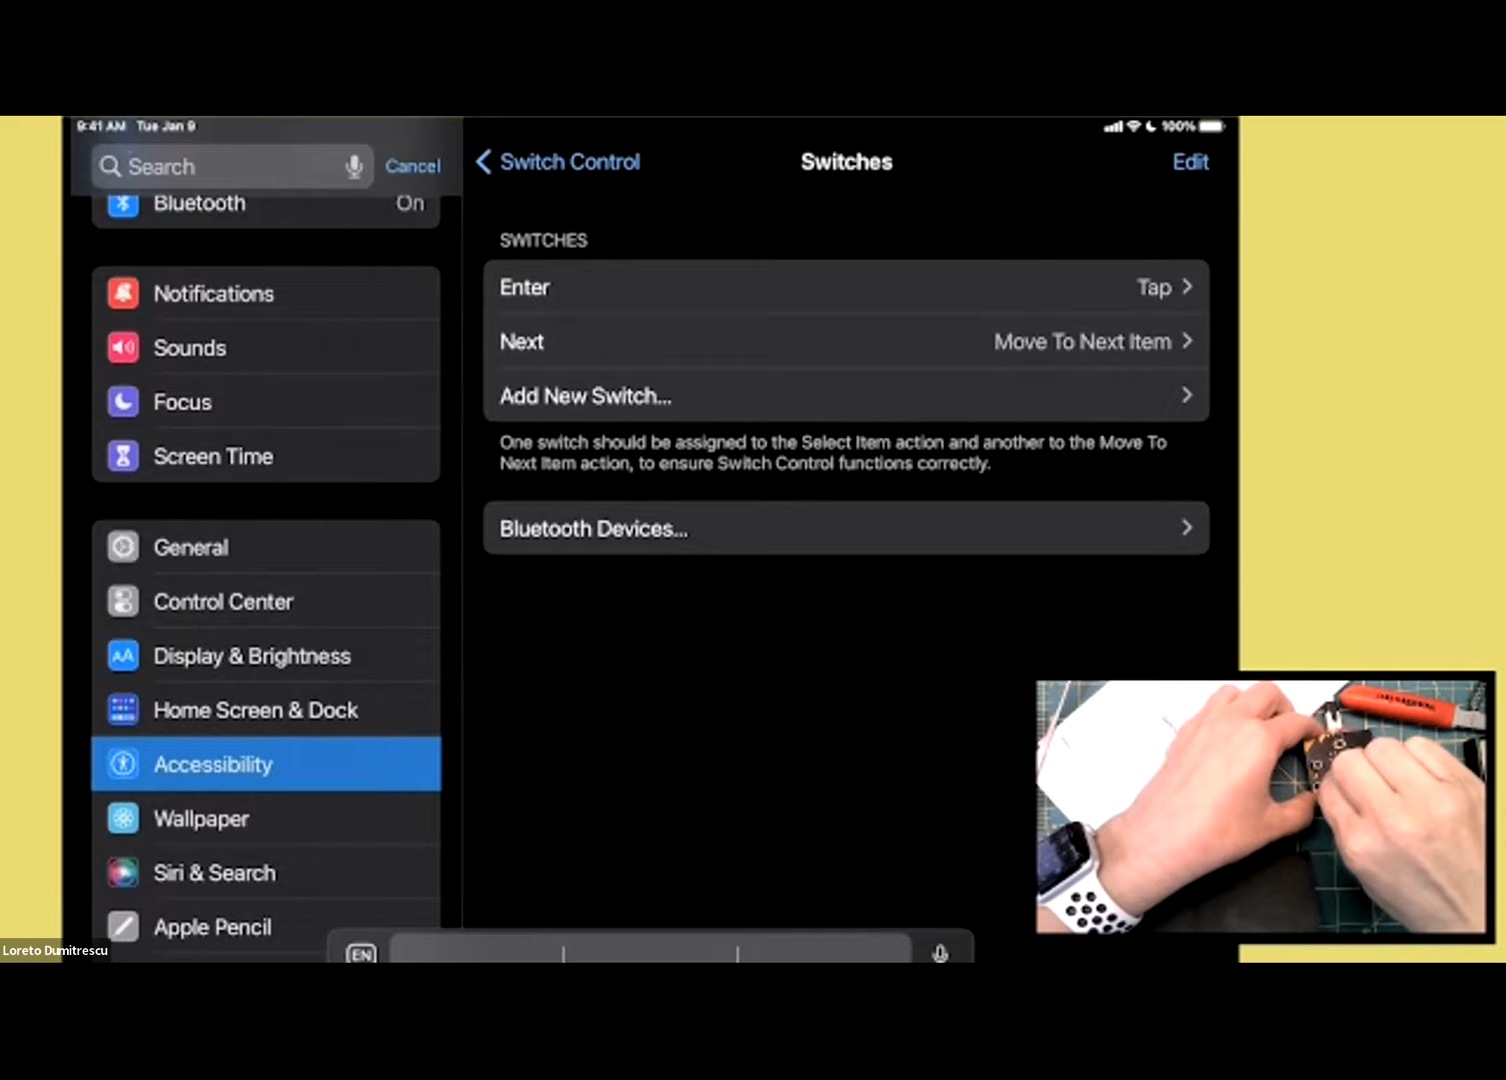 9:41 AM Tue Jan 9
100%
Search
Cancel
Bluetooth
On
Notifications
Sounds
Focus
Screen Time
General
Control Center
AA
Display & Brightness
Home Screen & Dock
Accessibility
Wallpaper
Siri & Search
Apple Pencil
Switch Control
Switches
Edit
SWITCHES
Enter
Tap
Next
Move To Next Item
Add New Switch...
One switch should be assigned to the Select Item action and another to the Move To
Next Item action, to ensure Switch Control functions correctly.
Bluetooth Devices...
EN
Loreto Dumitrescu